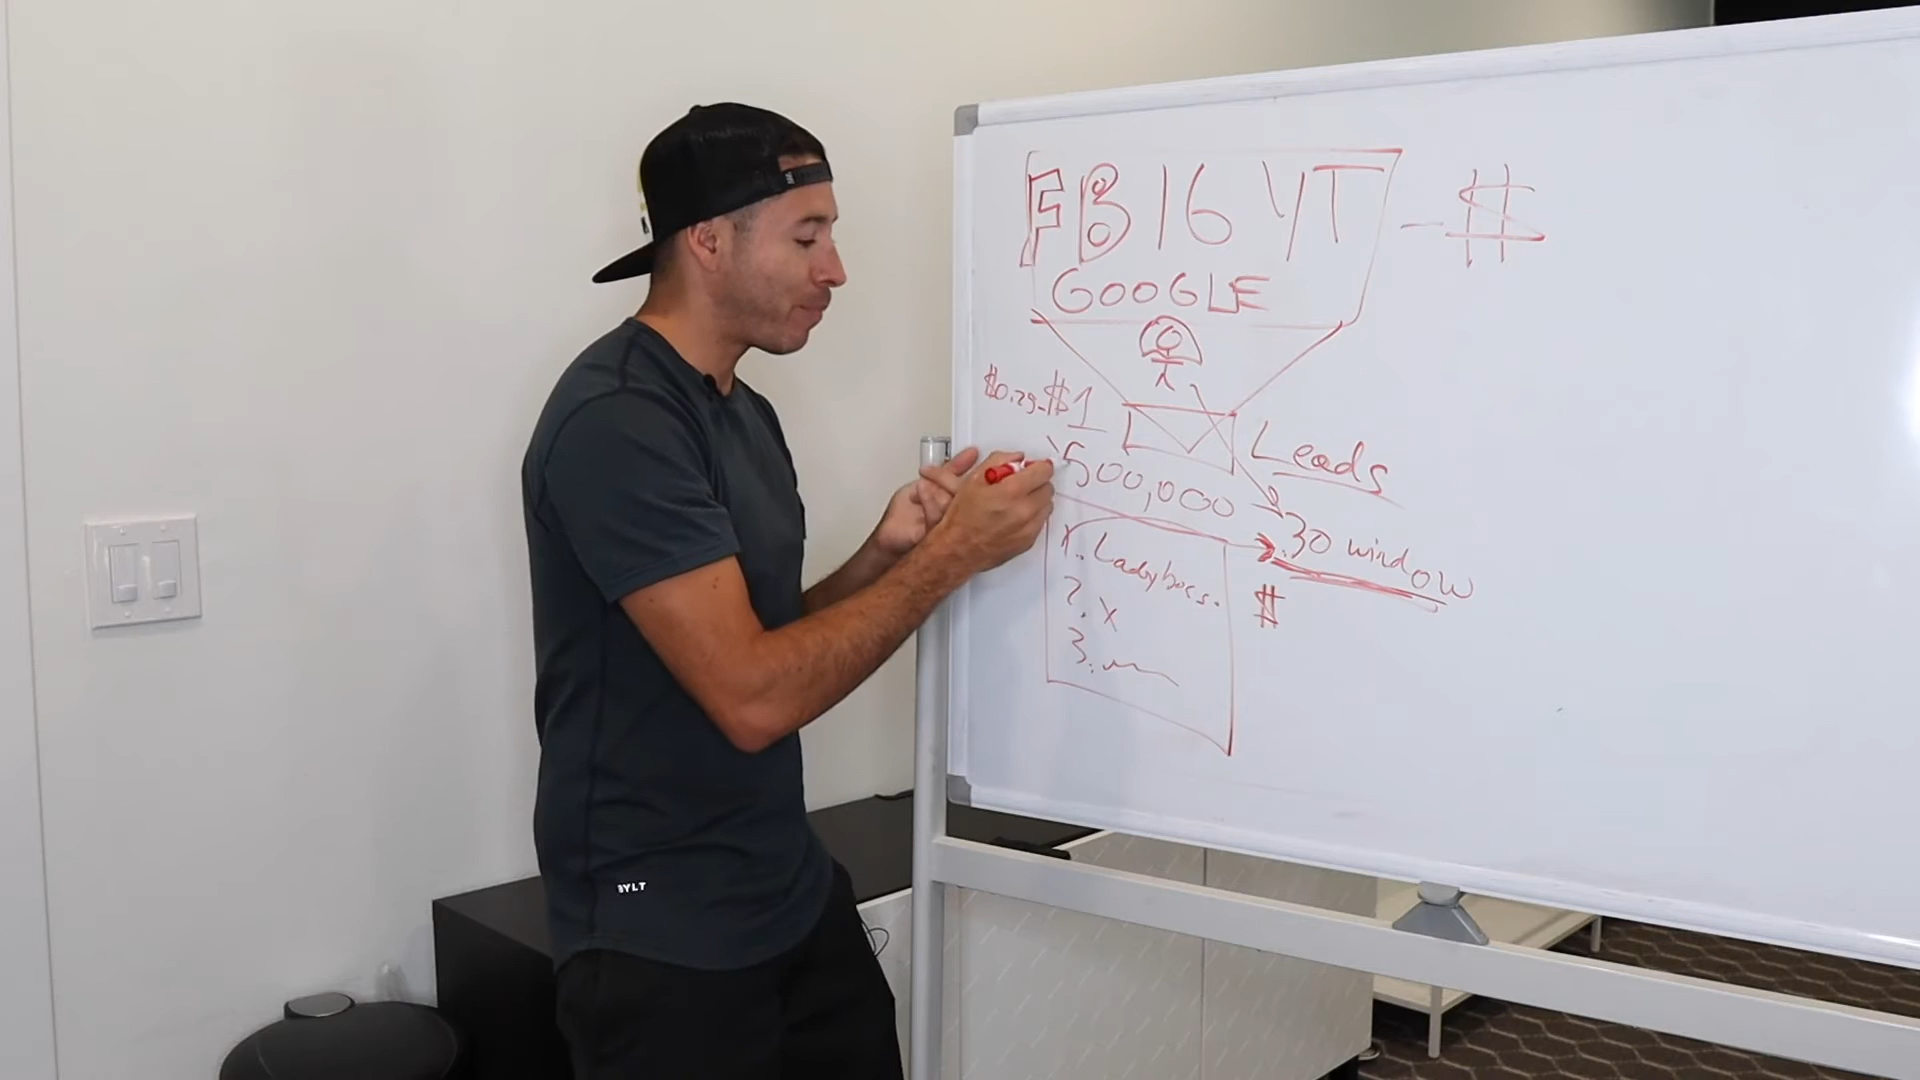 FB IG YT - $
GOOGLE
$0.29-$1
Leads
500,000
30 window
1. Ladyboss.
$
2. X
3.
BYLT